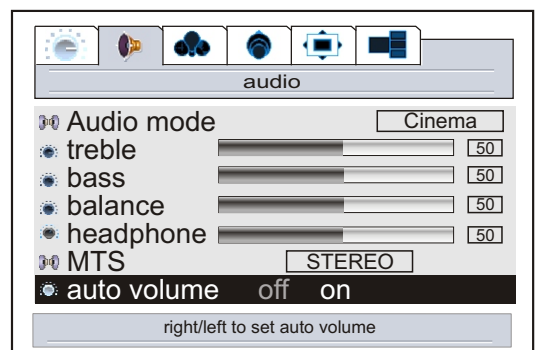 audio
Audio mode Cinema
treble 50
bass 50
balance 50
headphone 50
MTS STEREO
auto volume off on
right/left to set auto volume